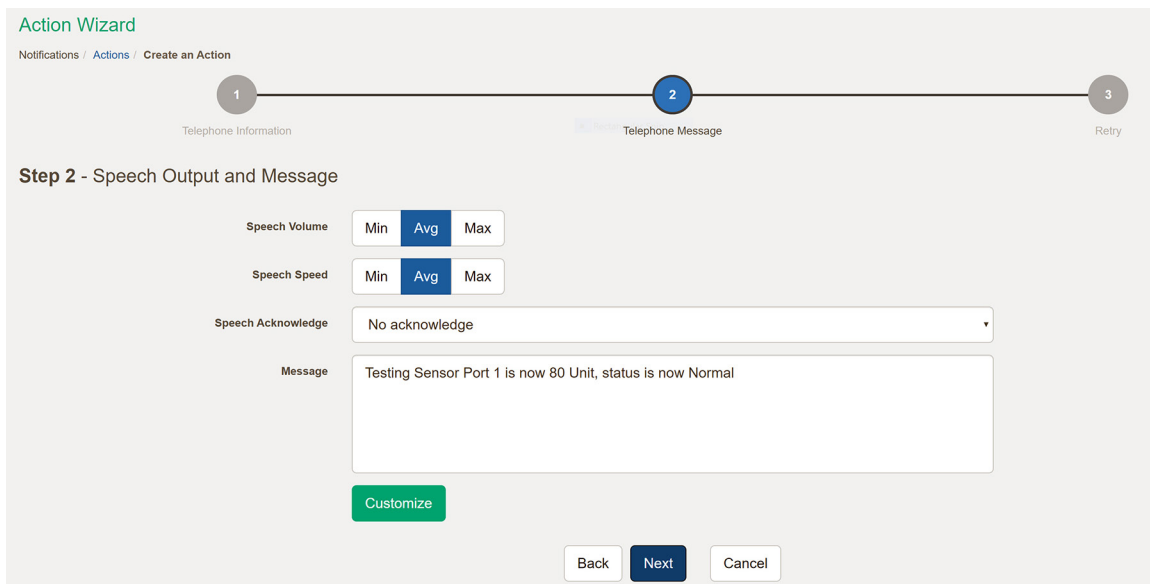 Action Wizard
Notifications / Actions / Create an Action
1 2 3
Telephone Information Telephone Message Retry
Step 2 - Speech Output and Message
Speech Volume Min Avg Max
Speech Speed Min Avg Max
Speech Acknowledge No acknowledge
Message Testing Sensor Port 1 is now 80 Unit, status is now Normal
Customize
Back Next Cancel